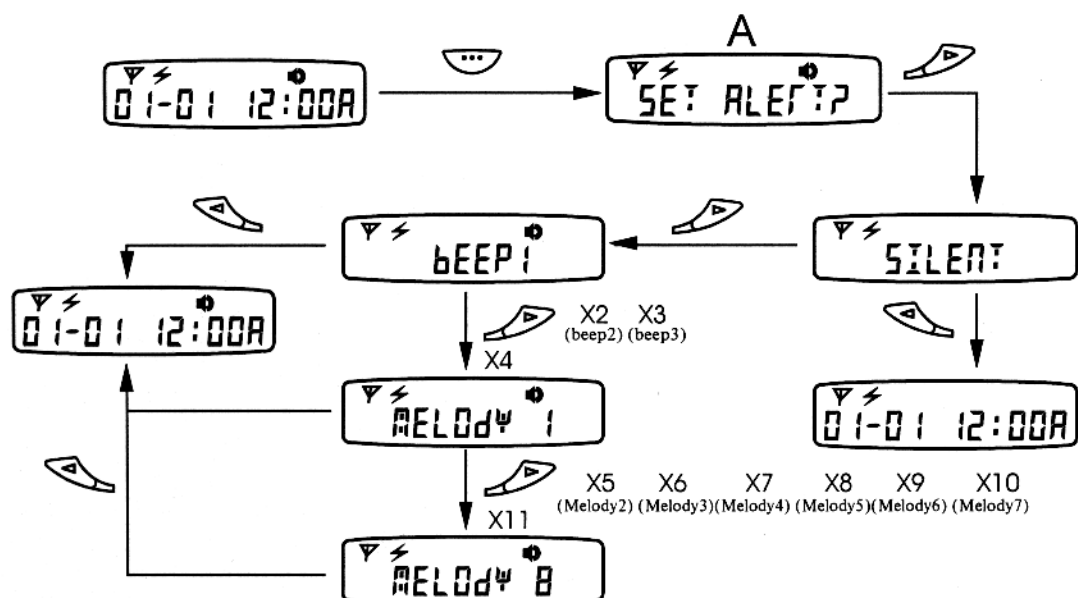 A
01-01 12:00A
SET ALERT?
bEEP1
SILENT
01-01 12:00A
X2 X3
(beep2) (beep3)
X4
MELOdY 1
01-01 12:00A
X5 X6 X7 X8 X9 X10
(Melody2) (Melody3)(Melody4) (Melody5)(Melody6) (Melody7)
X11
MELOdY 8